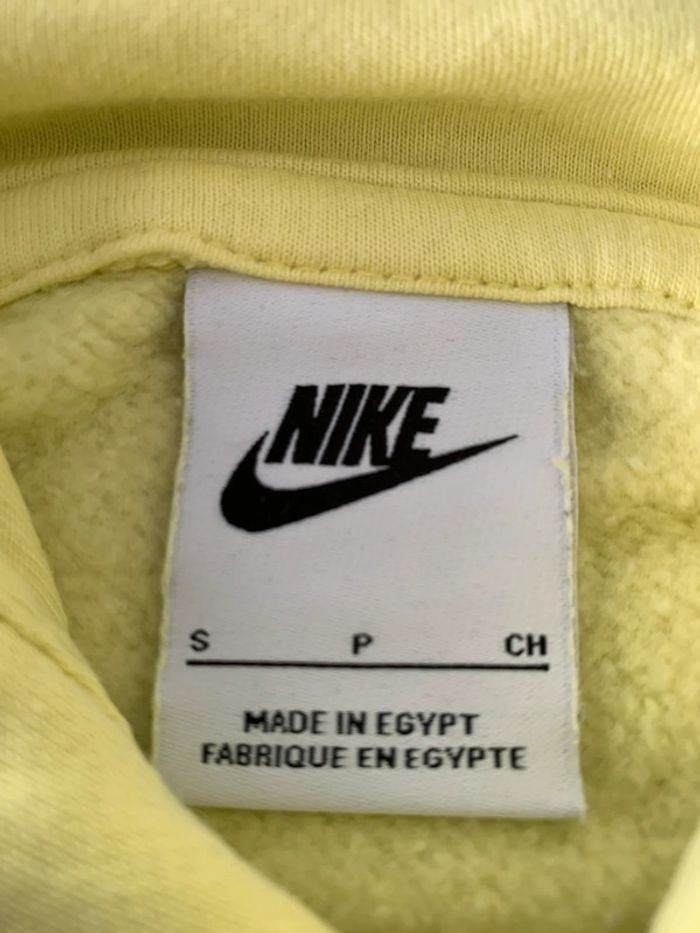 NIKE
S P CH
MADE IN EGYPT
FABRIQUE EN EGYPTE